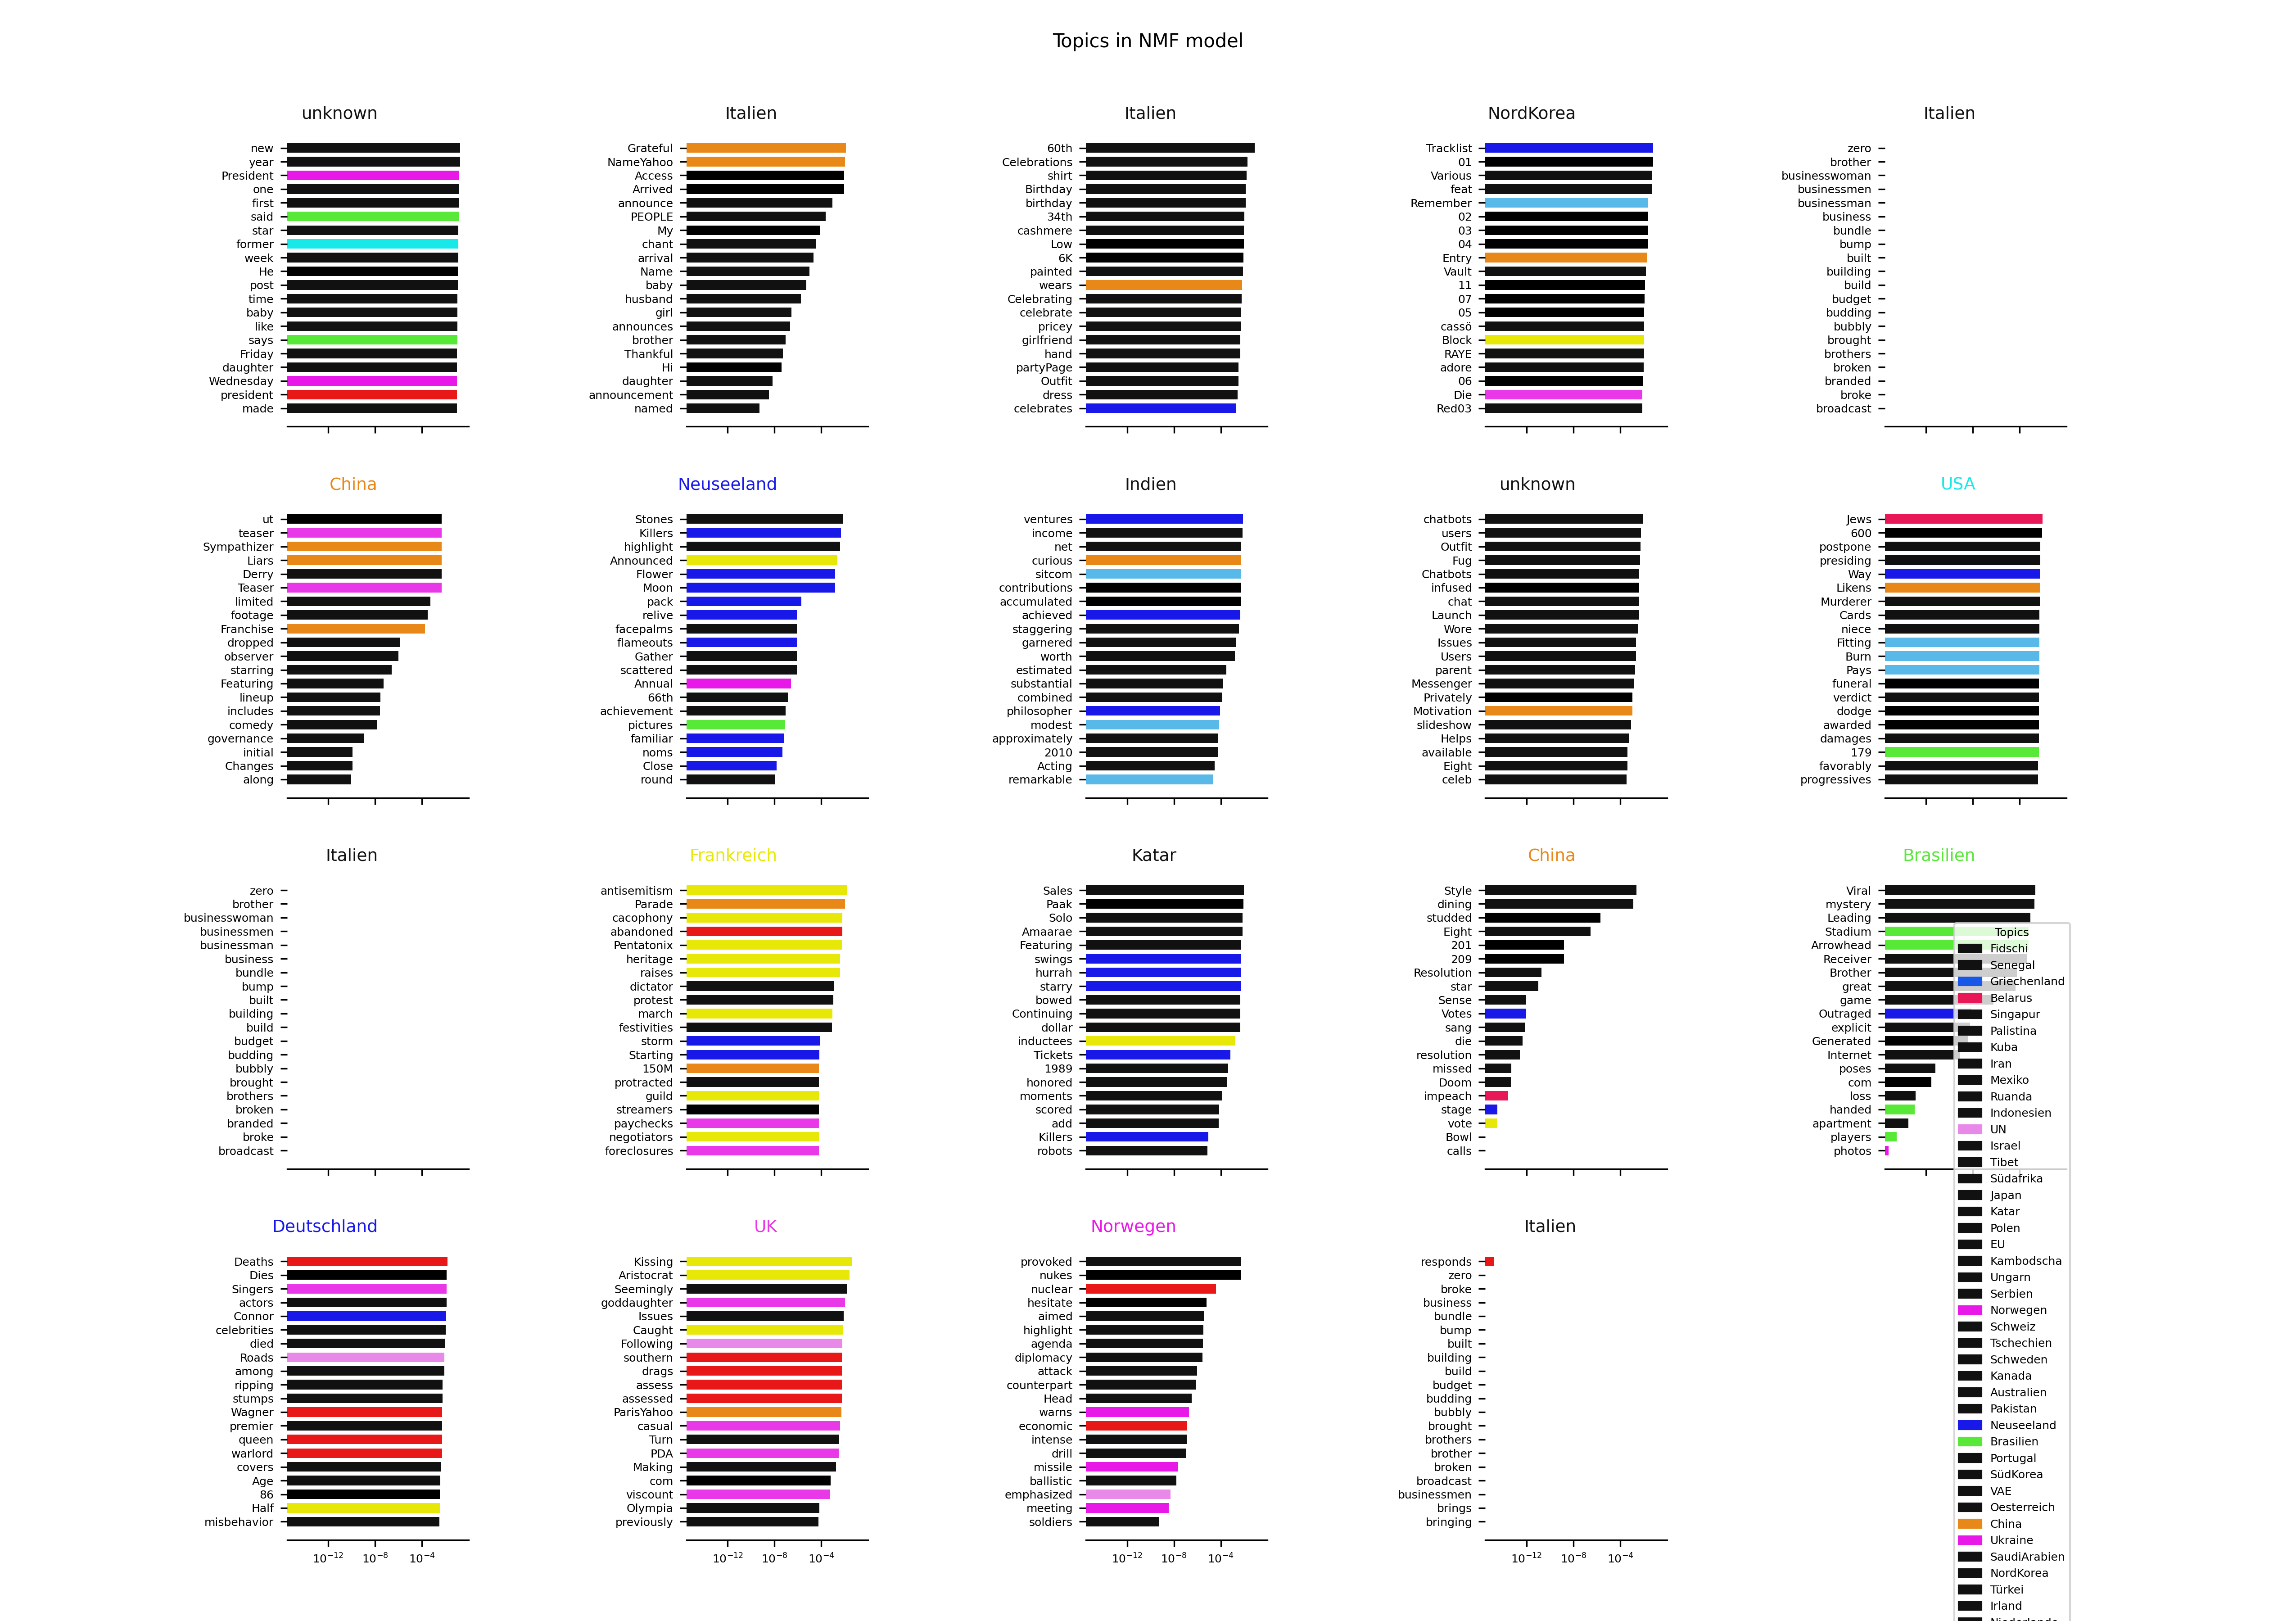 Topics in NMF model
unknown
new
year
President
one
first
said
star
former
week
He
post
time
baby
like
says
Friday
daughter
Wednesday
president
made
Italien
Grateful
NameYahoo
Access
Arrived
announce
PEOPLE
My
chant
arrival
Name
baby
husband
girl
announces
brother
Thankful
Hi
daughter
announcement
named
Italien
60th
Celebrations
shirt
Birthday
birthday
34th
cashmere
Low
6K
painted
wears
Celebrating
celebrate
pricey
girlfriend
hand
partyPage
Outfit
dress
celebrates
NordKorea
Tracklist
01
Various
feat
Remember
02
03
04
Entry
Vault
11
07
05
cassö
Block
RAYE
adore
06
Die
Red03
Italien
zero
brother
businesswoman
businessmen
businessman
business
bundle
bump
built
building
build
budget
budding
bubbly
brought
brothers
broken
branded
broke
broadcast
China
ut
teaser
Sympathizer
Liars
Derry
Teaser
limited
footage
Franchise
dropped
observer
starring
Featuring
lineup
includes
comedy
governance
initial
Changes
along
Neuseeland
Stones
Killers
highlight
Announced
Flower
Moon
pack
relive
facepalms
flameouts
Gather
scattered
Annual
66th
achievement
pictures
familiar
noms
Close
round
Indien
ventures
income
net
curious
sitcom
contributions
accumulated
achieved
staggering
garnered
worth
estimated
substantial
combined
philosopher
modest
approximately
2010
Acting
remarkable
unknown
chatbots
users
Outfit
Fug
Chatbots
infused
chat
Launch
Wore
Issues
Users
parent
Messenger
Privately
Motivation
slideshow
Helps
available
Eight
celeb
USA
Jews
600
postpone
presiding
Way
Likens
Murderer
Cards
niece
Fitting
Burn
Pays
funeral
verdict
dodge
awarded
damages
179
favorably
progressives
Italien
zero
brother
businesswoman
businessmen
businessman
business
bundle
bump
built
building
build
budget
budding
bubbly
brought
brothers
broken
branded
broke
broadcast
Frankreich
antisemitism
Parade
cacophony
abandoned
Pentatonix
heritage
raises
dictator
protest
march
festivities
storm
Starting
150M
protracted
guild
streamers
paychecks
negotiators
foreclosures
Katar
Sales
Paak
Solo
Amaarae
Featuring
swings
hurrah
starry
bowed
Continuing
dollar
inductees
Tickets
1989
honored
moments
scored
add
Killers
robots
China
Style
dining
studded
Eight
201
209
Resolution
star
Sense
Votes
sang
die
resolution
missed
Doom
impeach
stage
vote
Bowl
calls
Brasilien
Viral
mystery
Leading
Stadium
Arrowhead
Receiver
Brother
great
game
Outraged
explicit
Generated
Internet
poses
com
loss
handed
apartment
players
photos
Deutschland
Deaths
Dies
Singers
actors
Connor
celebrities
died
Roads
among
ripping
stumps
Wagner
premier
queen
warlord
covers
Age
86
Half
misbehavior
10⁻¹² 10⁻⁸ 10⁻⁴
UK
Kissing
Aristocrat
Seemingly
goddaughter
Issues
Caught
Following
southern
drags
assess
assessed
ParisYahoo
casual
Turn
PDA
Making
com
viscount
Olympia
previously
10⁻¹² 10⁻⁸ 10⁻⁴
Norwegen
provoked
nukes
nuclear
hesitate
aimed
highlight
agenda
diplomacy
attack
counterpart
Head
warns
economic
intense
drill
missile
ballistic
emphasized
meeting
soldiers
10⁻¹² 10⁻⁸ 10⁻⁴
Italien
responds
zero
broke
business
bundle
bump
built
building
build
budget
budding
bubbly
brought
brothers
brother
broken
broadcast
businessmen
brings
bringing
10⁻¹² 10⁻⁸ 10⁻⁴
Topics
Fidschi
Senegal
Griechenland
Belarus
Singapur
Palistina
Kuba
Iran
Mexiko
Ruanda
Indonesien
UN
Israel
Tibet
Südafrika
Japan
Katar
Polen
EU
Kambodscha
Ungarn
Serbien
Norwegen
Schweiz
Tschechien
Schweden
Kanada
Australien
Pakistan
Neuseeland
Brasilien
Portugal
SüdKorea
VAE
Oesterreich
China
Ukraine
SaudiArabien
NordKorea
Türkei
Irland